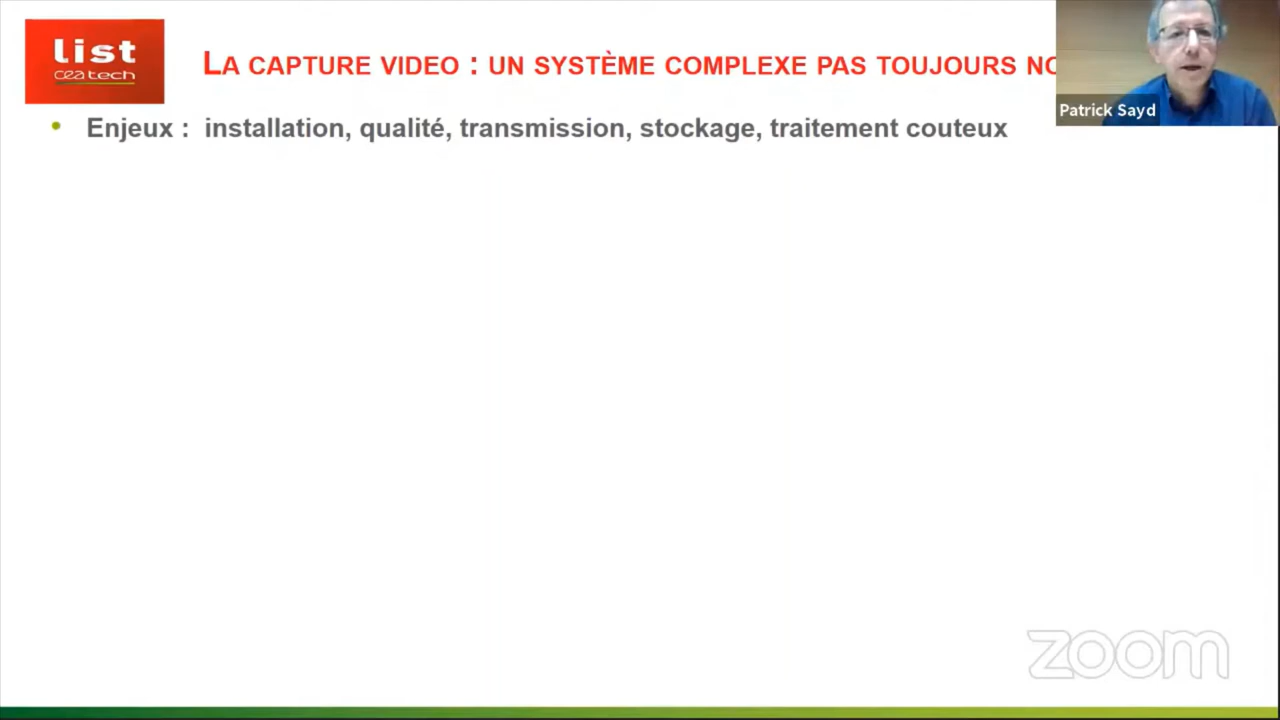 list
ceatech
LA CAPTURE VIDEO : UN SYSTÈME COMPLEXE PAS TOUJOURS
Patrick Sayd
• Enjeux : installation, qualité, transmission, stockage, traitement couteux
zoom